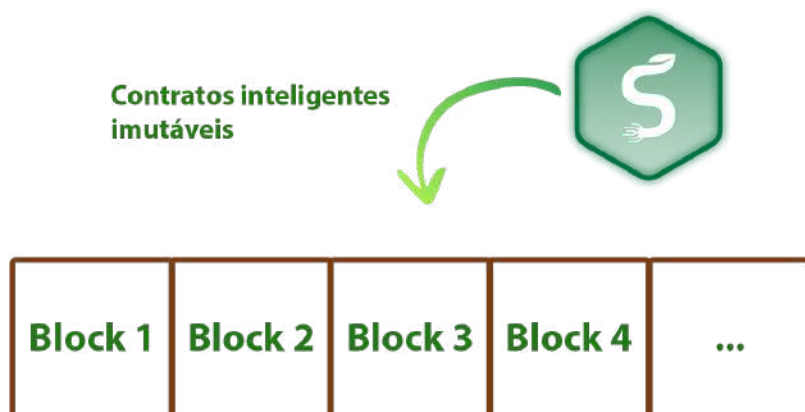 Contratos inteligentes
imutáveis
Block 1 Block 2 Block 3 Block 4 ...